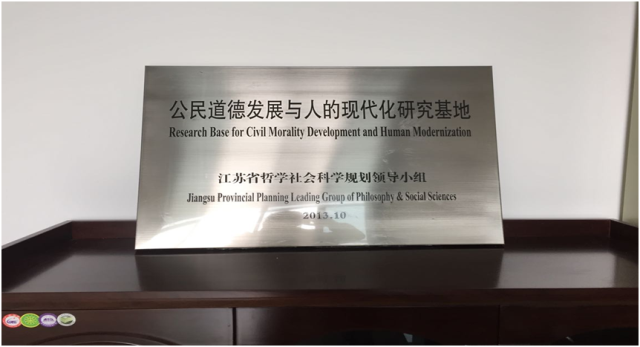 公民道德发展与人的现代化研究基地
Research Base for Civil Morality Development and Human Modernization
江苏省哲学社会科学规划领导小组
Jiangsu Provincial Planning Leading Group of Philosophy & Social Sciences
2013.10